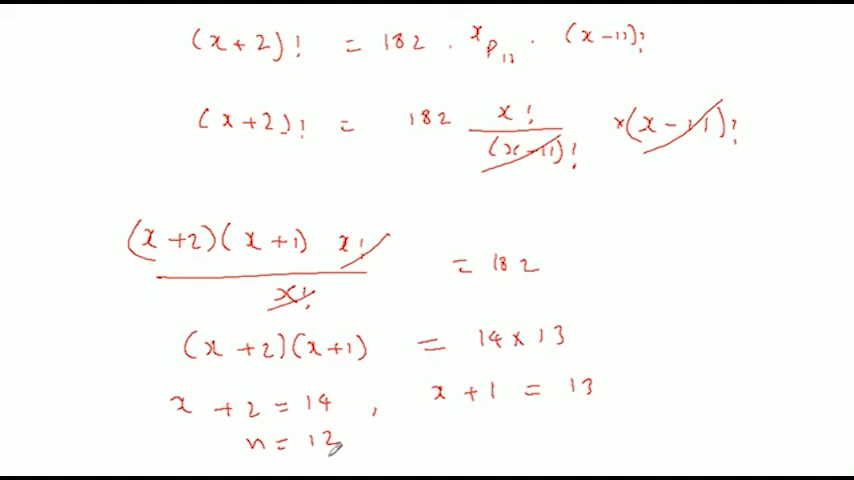 (x+2)! = 182 . ˣP₁₁ . (x-11)!
(x+2)! = 182 x!/(x-11)! ×(x-11)!
(x+2)(x+1) x!/x! = 182
(x+2)(x+1) = 14×13
x+2=14, x+1=13
n=12